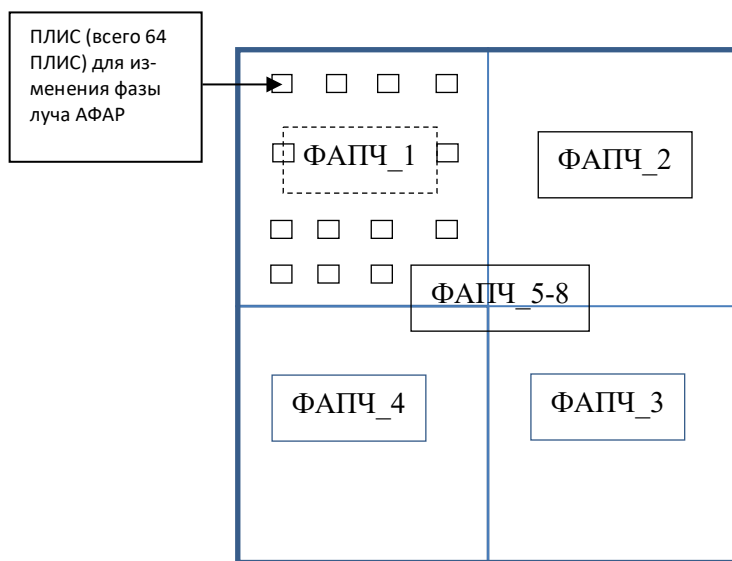 ПЛИС (всего 64
ПЛИС) для из-
менения фазы
луча АФАР
ФАПЧ_1
ФАПЧ_2
ФАПЧ_5-8
ФАПЧ_4
ФАПЧ_3